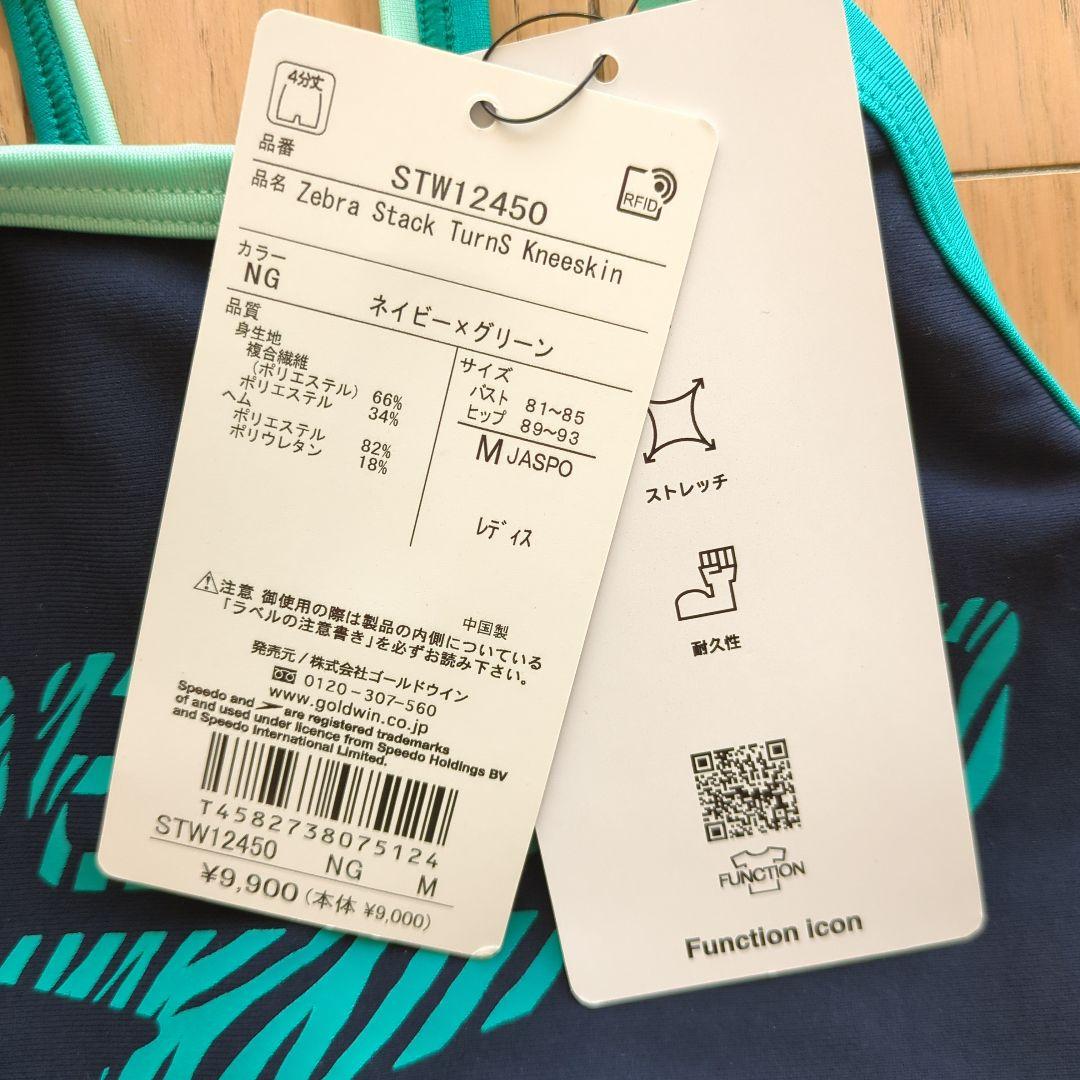 4分丈
品番
STW12450
RFID
品名 Zebra Stack TurnS Kneeskin
カラー
NG ネイビー×グリーン
品質
身生地
複合繊維
(ポリエステル) 66%
ポリエステル 34%
ヘム
ポリエステル 82%
ポリウレタン 18%
サイズ
バスト 81~85
ヒップ 89~93
M JASPO
レディス
⚠注意 御使用の際は製品の内側についている
「ラベルの注意書き」を必ずお読み下さい。
中国製
発売元/株式会社ゴールドウイン
0120-307-560
www.goldwin.co.jp
Speedo and are registered trademarks
of and used under licence from Speedo Holdings BV
and Speedo International Limited.
T4582738075124
STW12450 NG M
¥9,900(本体 ¥9,000)
ストレッチ
耐久性
FUNCTION
Function icon